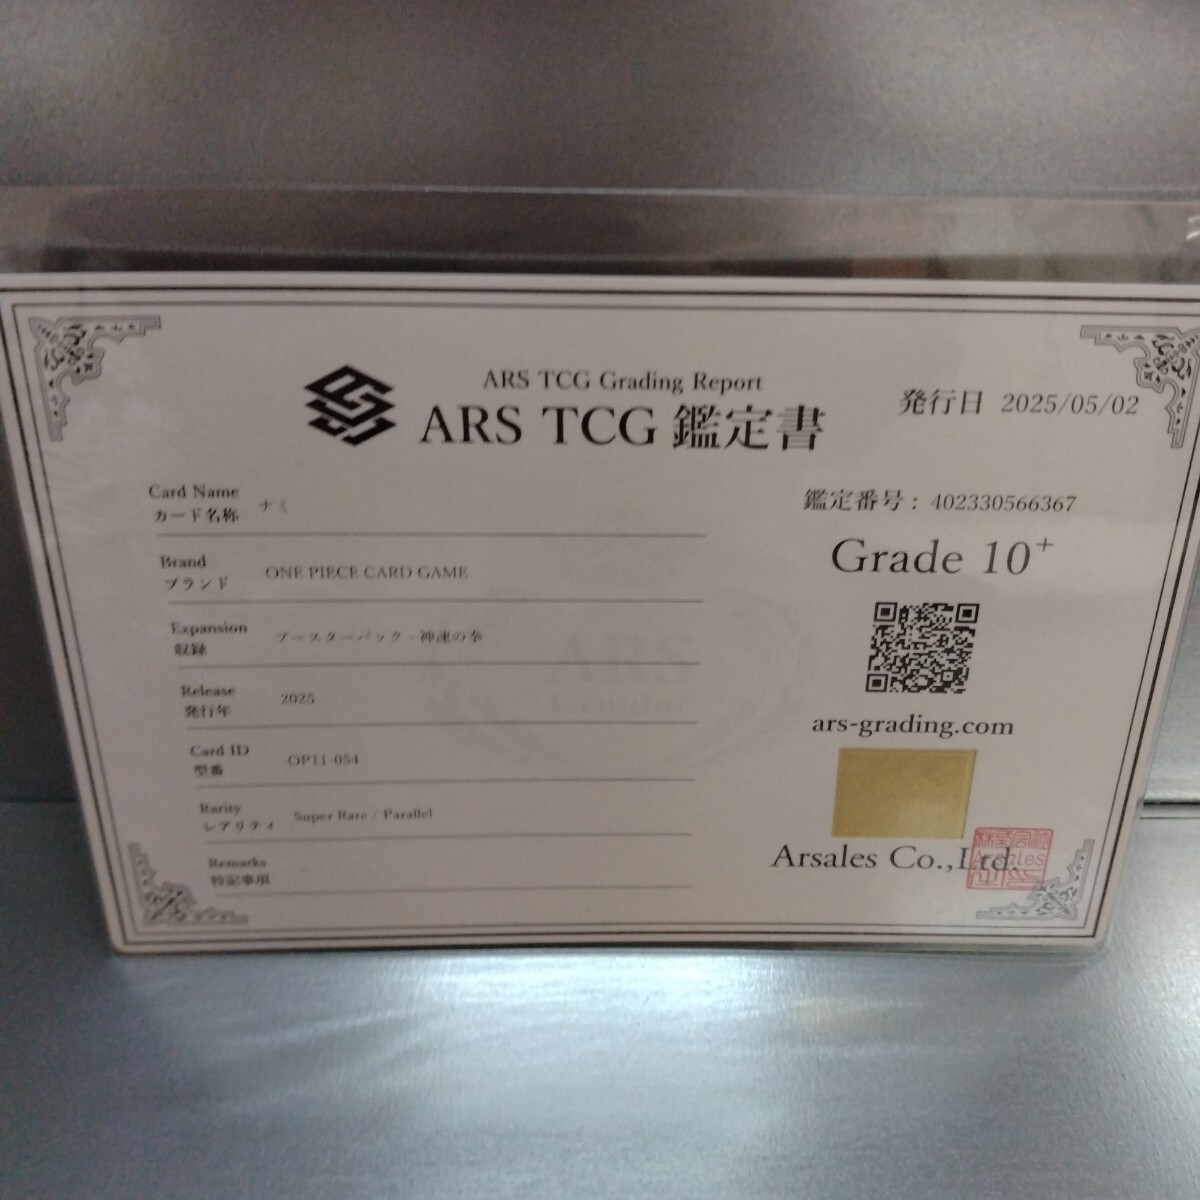 ARS TCG Grading Report
ARS TCG 鑑定書
発行日 2025/05/02
Card Name
カード名称 ナミ
Brand
ブランド ONE PIECE CARD GAME
Expansion
収録 ブースターパック - 神速の拳
Release
発行年 2025
Card ID
型番 OP11-054
Rarity
レアリティ Super Rare / Parallel
Remarks
特記事項
鑑定番号: 402330566367
Grade 10+
ars-grading.com
Arsales Co.,Ltd.
ARS
Genuine
Arsales